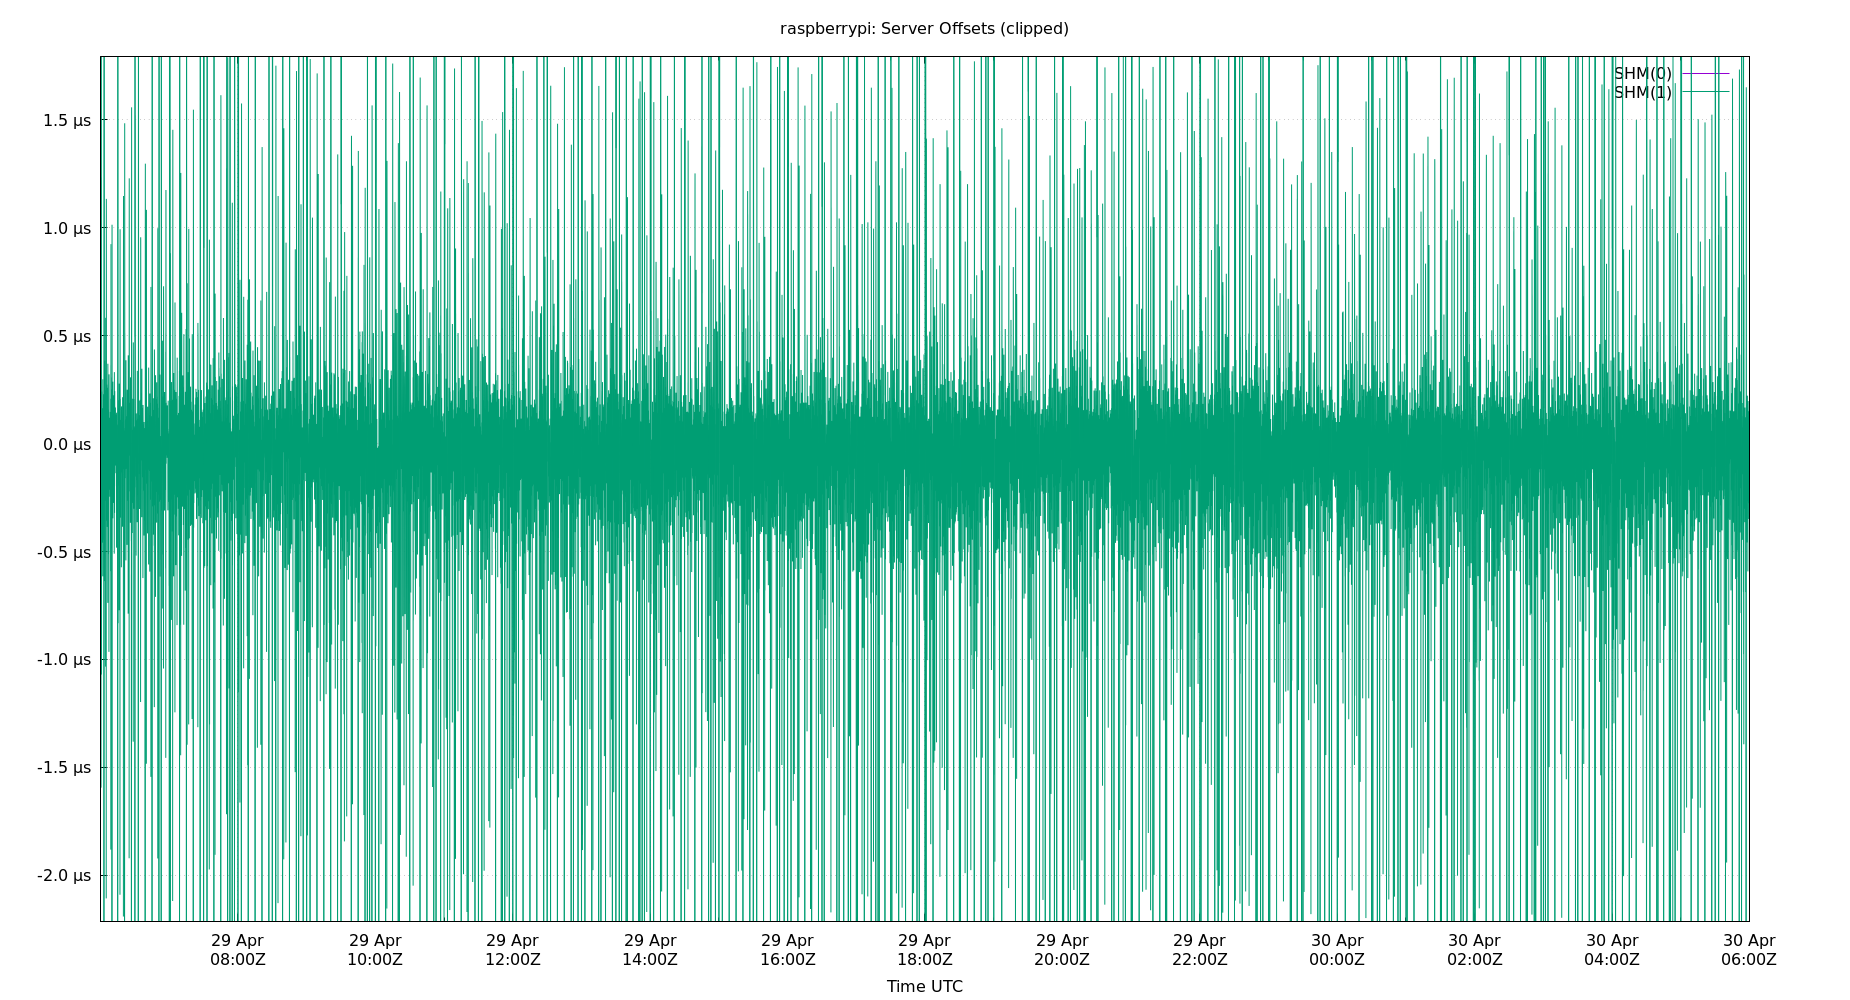 raspberrypi: Server Offsets (clipped)
SHM(0)
SHM(1)
1.5 µs
1.0 µs
0.5 µs
0.0 µs
-0.5 µs
-1.0 µs
-1.5 µs
-2.0 µs
29 Apr 29 Apr 29 Apr 29 Apr 29 Apr 29 Apr 29 Apr 29 Apr 30 Apr 30 Apr 30 Apr 30 Apr
08:00Z 10:00Z 12:00Z 14:00Z 16:00Z 18:00Z 20:00Z 22:00Z 00:00Z 02:00Z 04:00Z 06:00Z
Time UTC